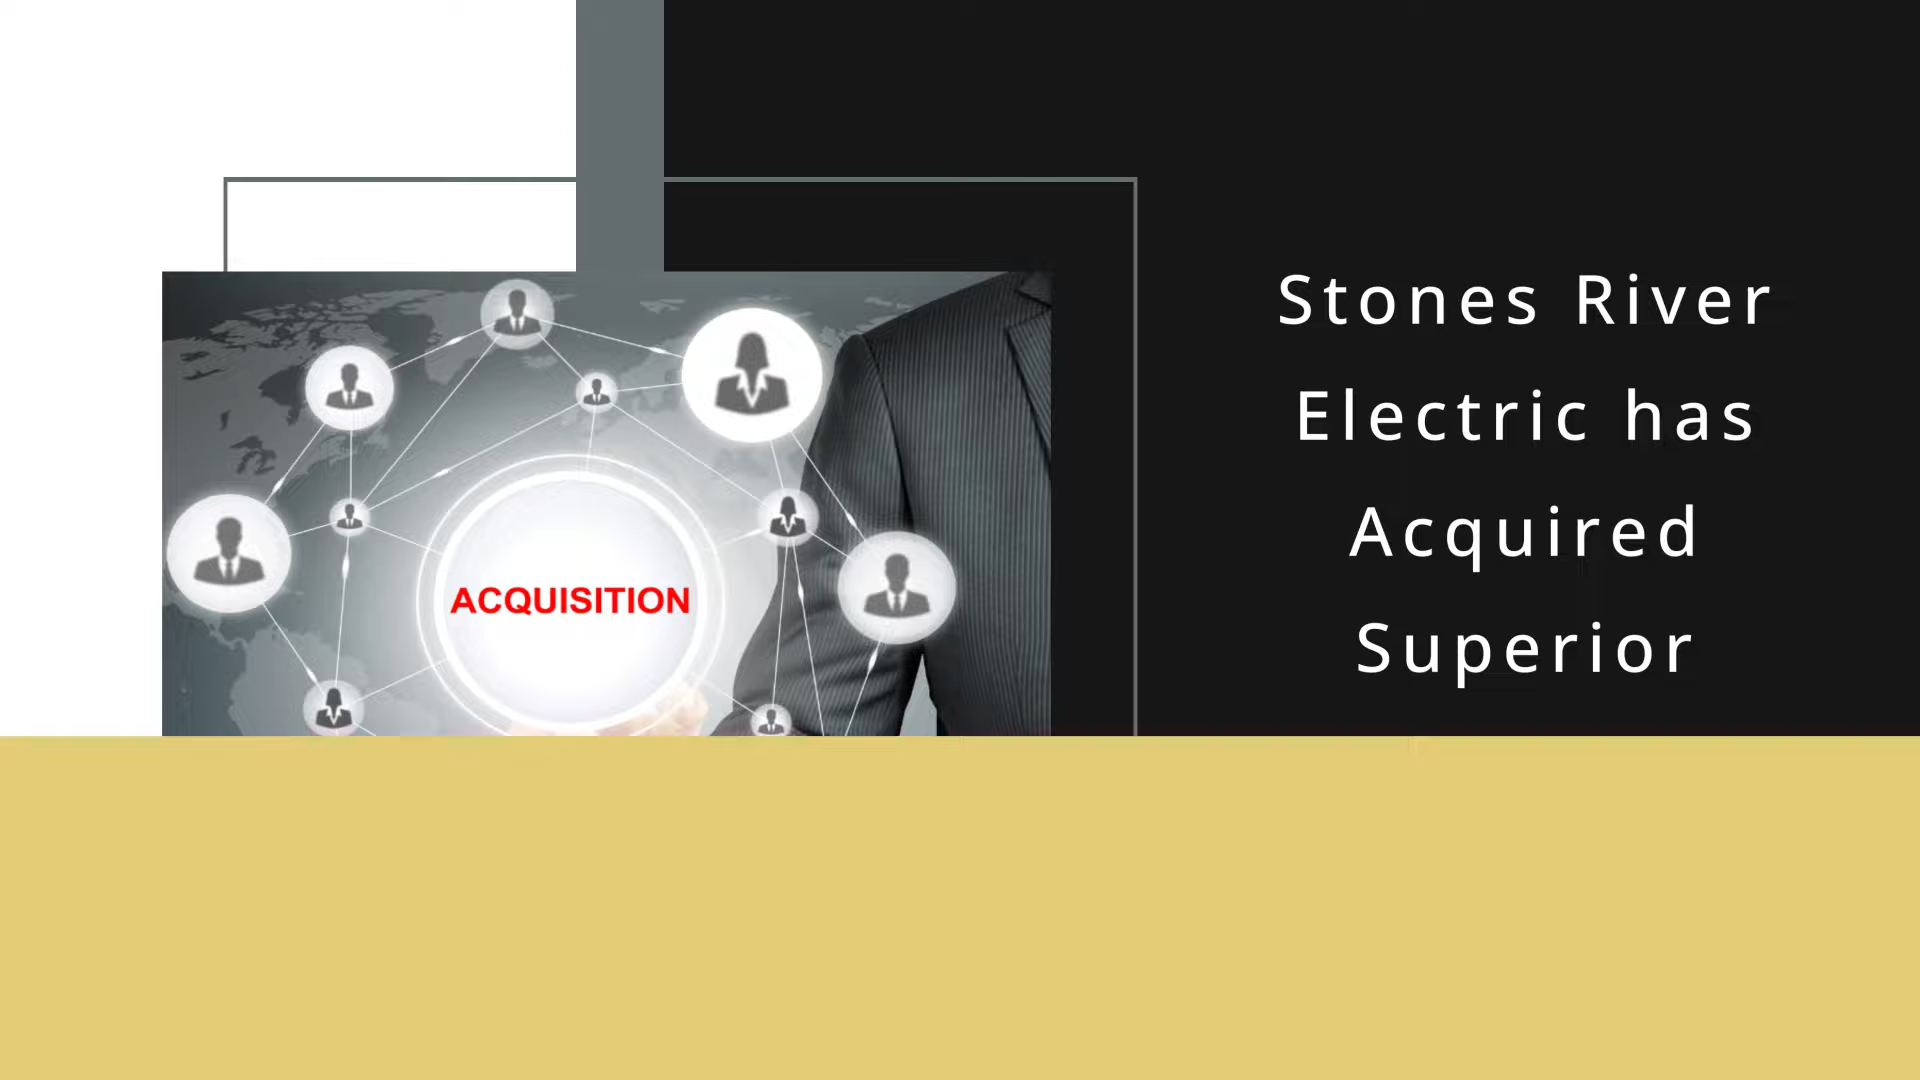 ACQUISITION
Stones River
Electric has
Acquired
Superior